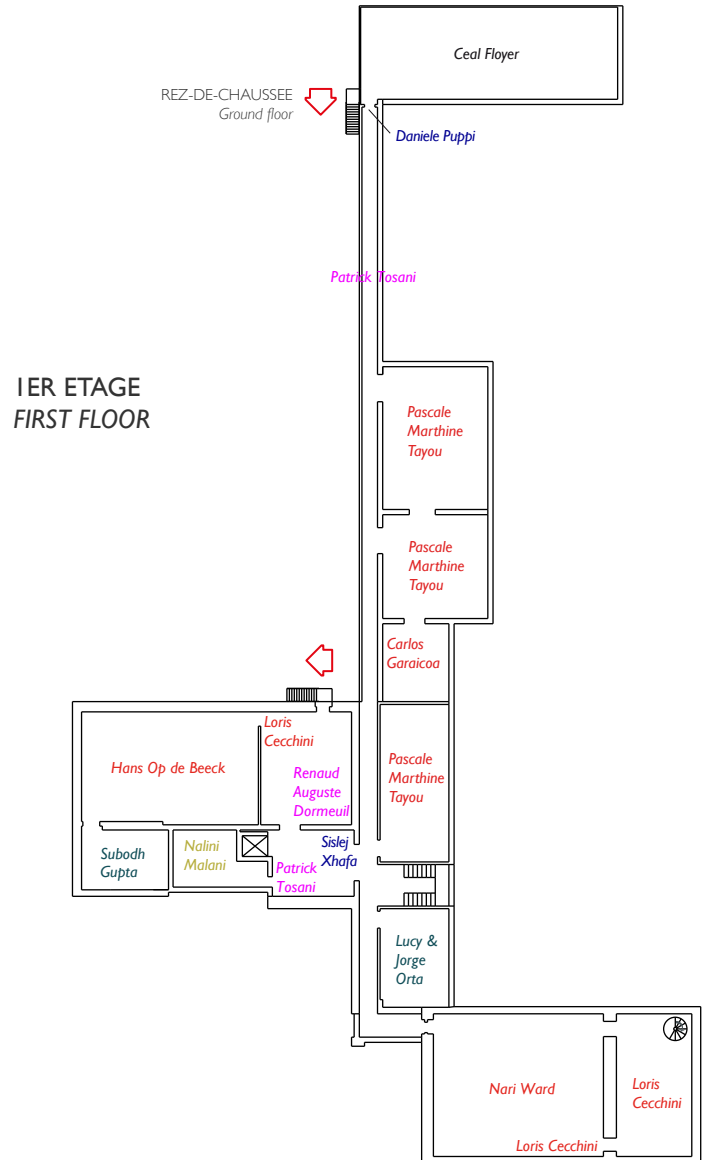 Ceal Floyer
REZ-DE-CHAUSSEE
Ground floor
Daniele Puppi
Patrick Tosani
1ER ETAGE
FIRST FLOOR
Pascale
Marthine
Tayou
Pascale
Marthine
Tayou
Carlos
Garaicoa
Loris
Cecchini
Hans Op de Beeck
Renaud
Auguste
Dormeuil
Pascale
Marthine
Tayou
Subodh
Gupta
Nalini
Malani
Sislej
Xhafa
Patrick
Tosani
Lucy &
Jorge
Orta
Nari Ward
Loris
Cecchini
Loris Cecchini